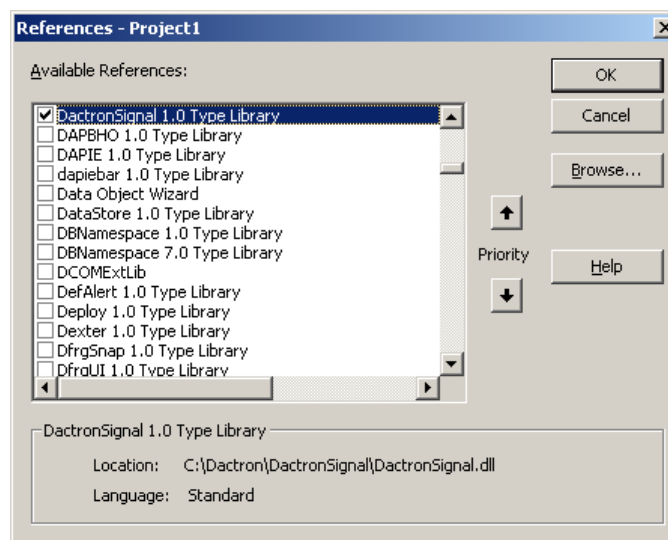 References - Project1
Available References:
DactronSignal 1.0 Type Library
DAPBHO 1.0 Type Library
DAPIE 1.0 Type Library
dapiebar 1.0 Type Library
Data Object Wizard
DataStore 1.0 Type Library
DBNamespace 1.0 Type Library
DBNamespace 7.0 Type Library
DCOMExtLib
DefAlert 1.0 Type Library
Deploy 1.0 Type Library
Dexter 1.0 Type Library
DfrgSnap 1.0 Type Library
DfrgUI 1.0 Type Library
OK
Cancel
Browse...
Priority
Help
DactronSignal 1.0 Type Library
Location: C:\Dactron\DactronSignal\DactronSignal.dll
Language: Standard